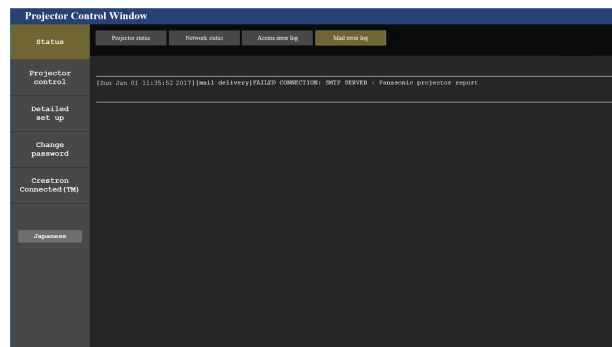 Projector Control Window
Status
Projector status
Network status
Access error log
Mail error log
Projector
control
Detailed
set up
Change
password
Crestron
Connected(TM)
Japanese
[Sun Jan 01 11:35:52 2017][mail delivery]FAILED CONNECTION: SMTP SERVER : Panasonic projector report